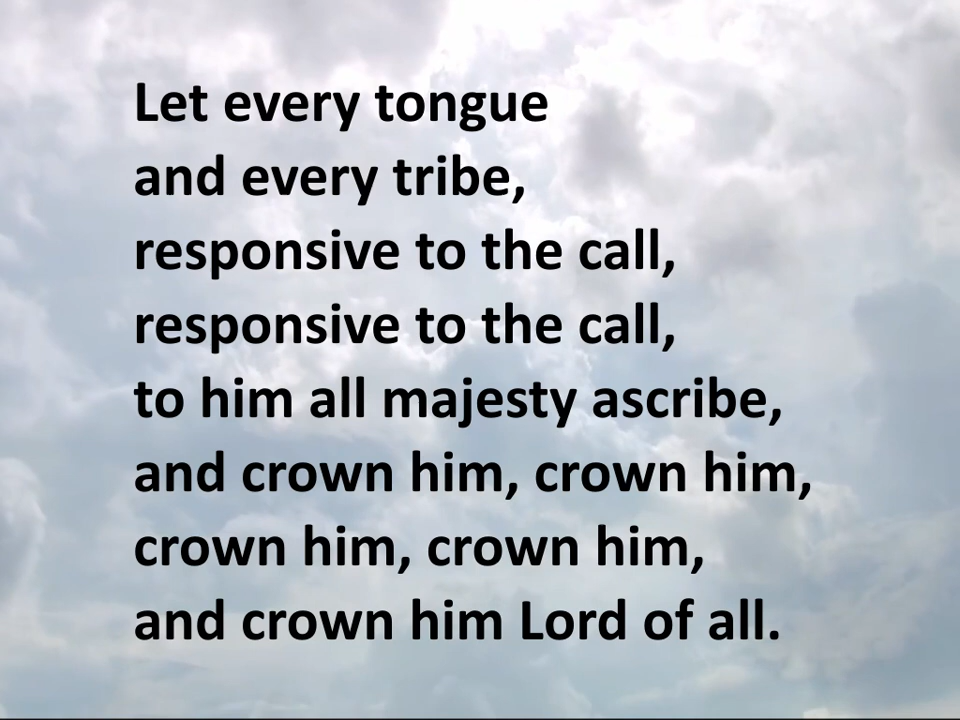 Let every tongue
and every tribe,
responsive to the call,
responsive to the call,
to him all majesty ascribe,
and crown him, crown him,
crown him, crown him,
and crown him Lord of all.